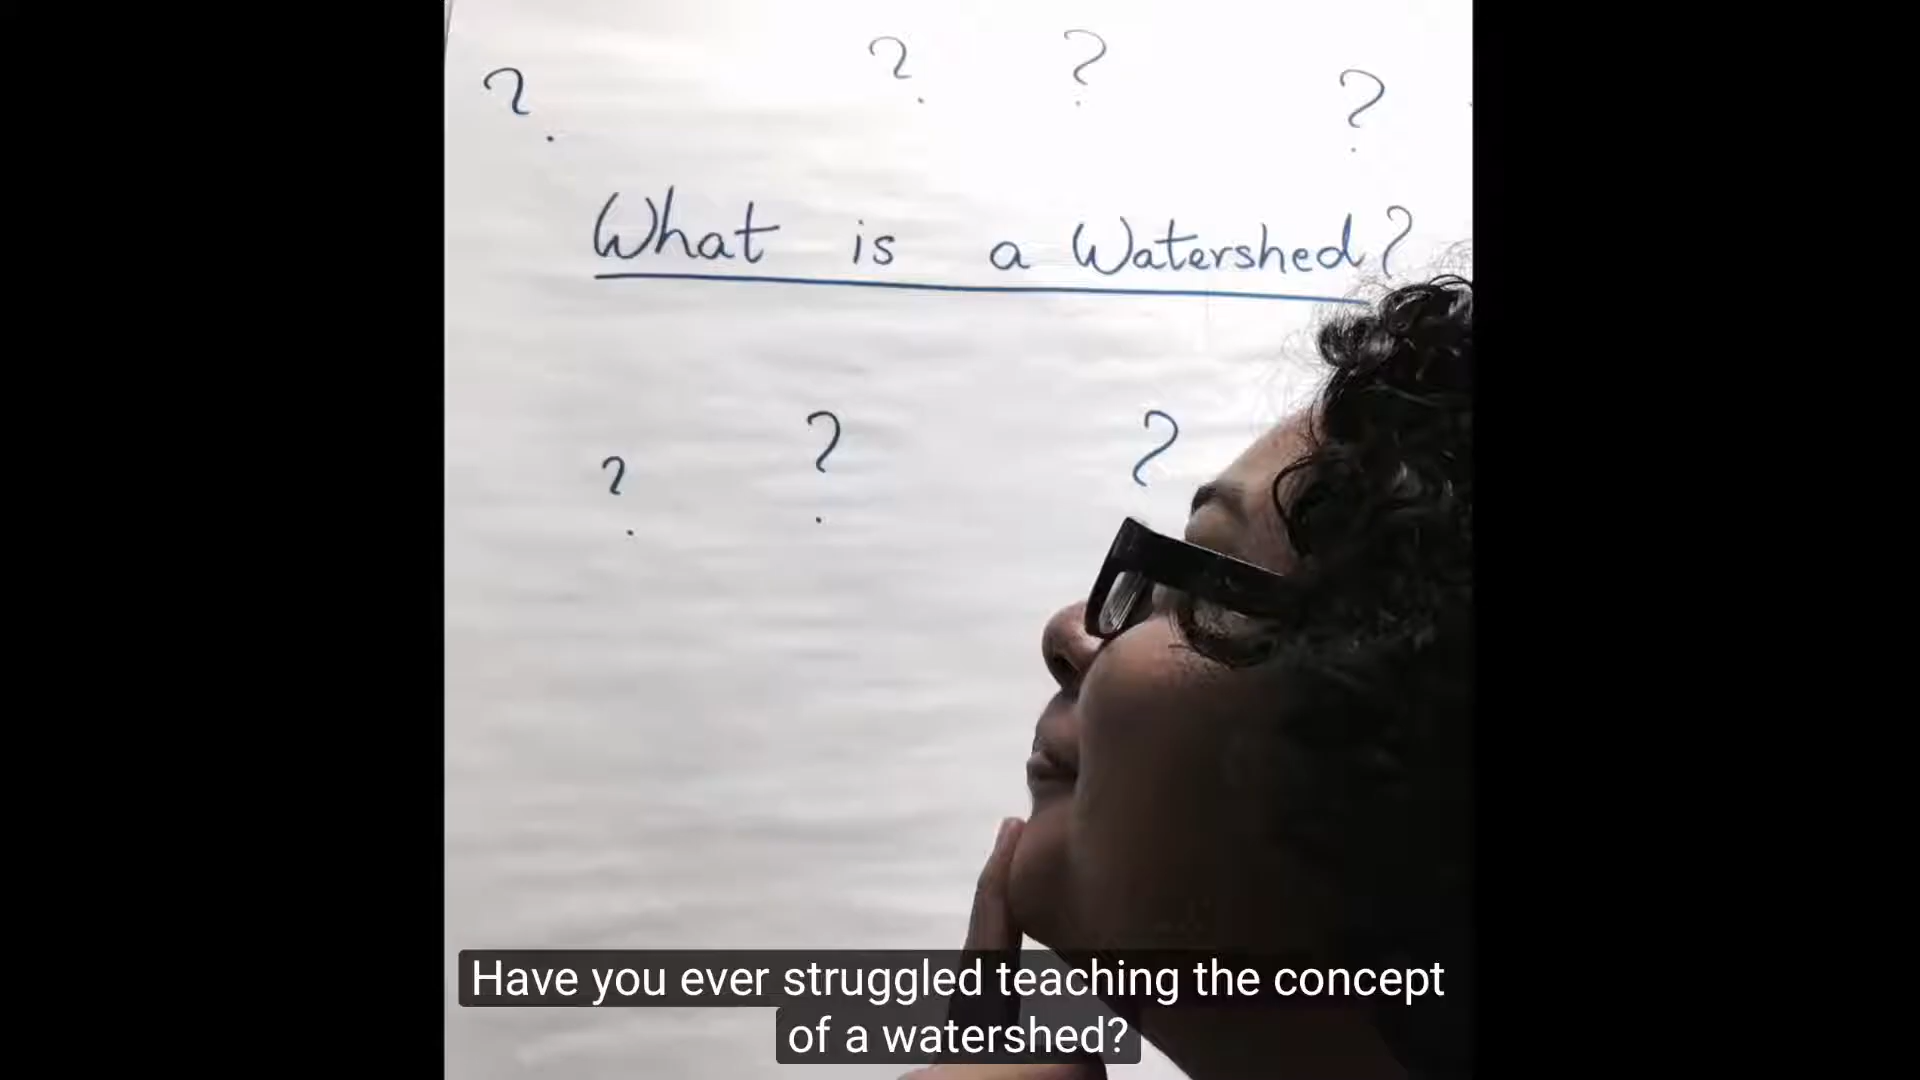 ? ? ? ?
What is a Watershed?
? ? ?
Have you ever struggled teaching the concept
of a watershed?